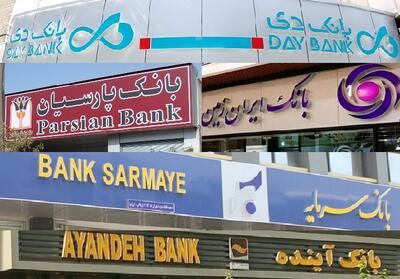 بانک دی
DAY BANK
بانک دی
DAY BANK
بانک پارسیان
Parsian Bank
بانک ایران زمین
BANK SARMAYE
بانک سرمایه
AYANDEH BANK
بانک آینده